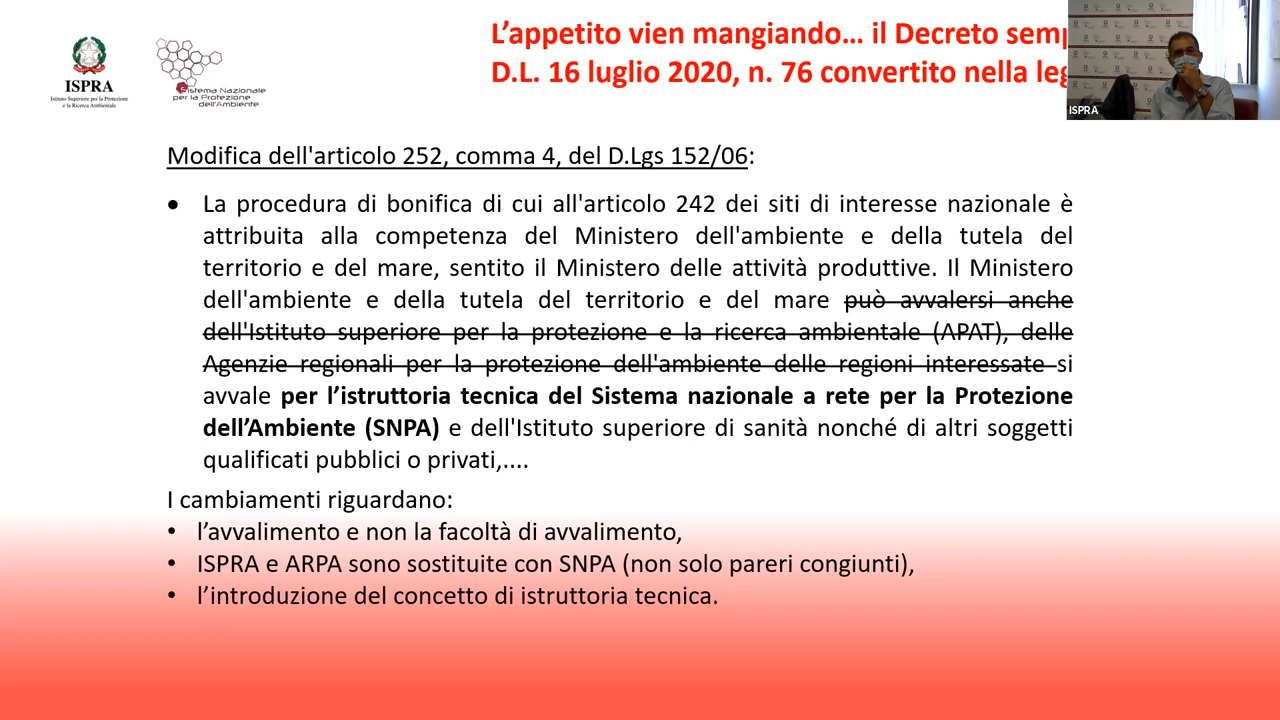 L'appetito vien mangiando… il Decreto
D.L. 16 luglio 2020, n. 76 convertito nella
ISPRA
Istituto Superiore per la Protezione
e la Ricerca Ambientale
Sistema Nazionale
per la Protezione
dell'Ambiente
ISPRA
Modifica dell'articolo 252, comma 4, del D.Lgs 152/06:
• La procedura di bonifica di cui all'articolo 242 dei siti di interesse nazionale è
attribuita alla competenza del Ministero dell'ambiente e della tutela del
territorio e del mare, sentito il Ministero delle attività produttive. Il Ministero
dell'ambiente e della tutela del territorio e del mare può avvalersi anche
dell'Istituto superiore per la protezione e la ricerca ambientale (APAT), delle
Agenzie regionali per la protezione dell'ambiente delle regioni interessate si
avvale per l'istruttoria tecnica del Sistema nazionale a rete per la Protezione
dell'Ambiente (SNPA) e dell'Istituto superiore di sanità nonché di altri soggetti
qualificati pubblici o privati,....
I cambiamenti riguardano:
• l'avvalimento e non la facoltà di avvalimento,
• ISPRA e ARPA sono sostituite con SNPA (non solo pareri congiunti),
• l'introduzione del concetto di istruttoria tecnica.